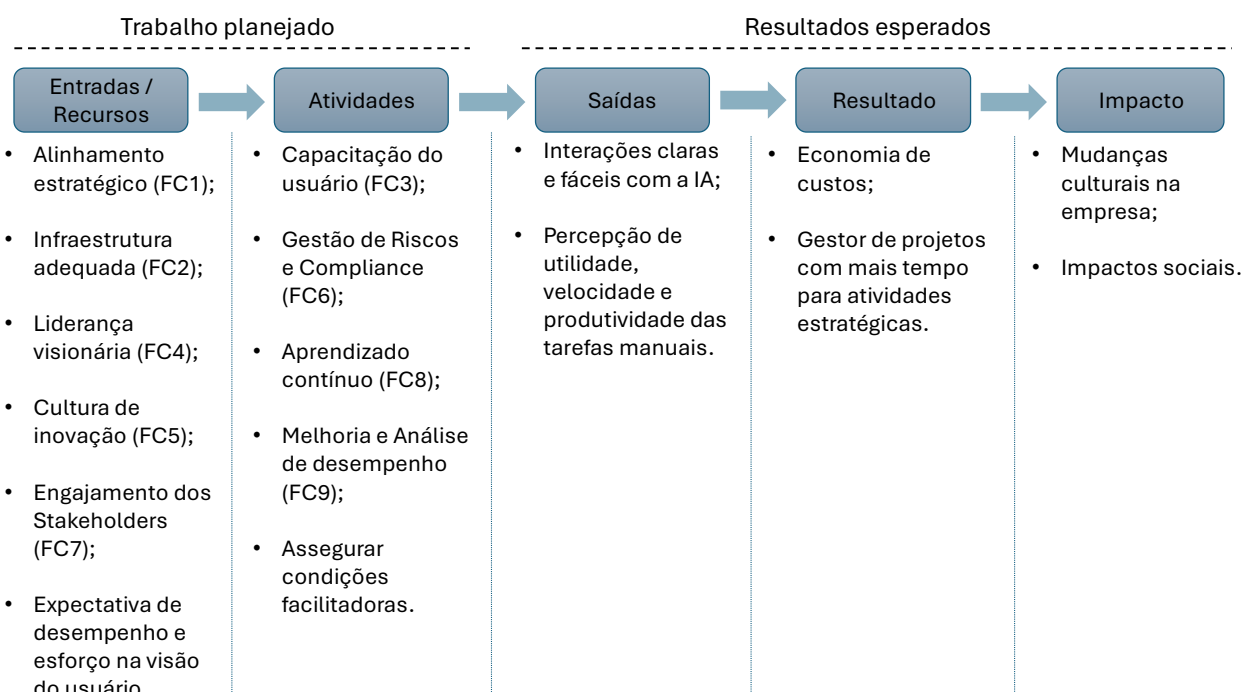 Trabalho planejado
Resultados esperados
Entradas /
Recursos
Atividades
Saídas
Resultado
Impacto
• Alinhamento
estratégico (FC1);
• Infraestrutura
adequada (FC2);
• Liderança
visionária (FC4);
• Cultura de
inovação (FC5);
• Engajamento dos
Stakeholders
(FC7);
• Expectativa de
desempenho e
esforço na visão
do usuário
• Capacitação do
usuário (FC3);
• Gestão de Riscos
e Compliance
(FC6);
• Aprendizado
contínuo (FC8);
• Melhoria e Análise
de desempenho
(FC9);
• Assegurar
condições
facilitadoras.
• Interações claras
e fáceis com a IA;
• Percepção de
utilidade,
velocidade e
produtividade das
tarefas manuais.
• Economia de
custos;
• Gestor de projetos
com mais tempo
para atividades
estratégicas.
• Mudanças
culturais na
empresa;
• Impactos sociais.